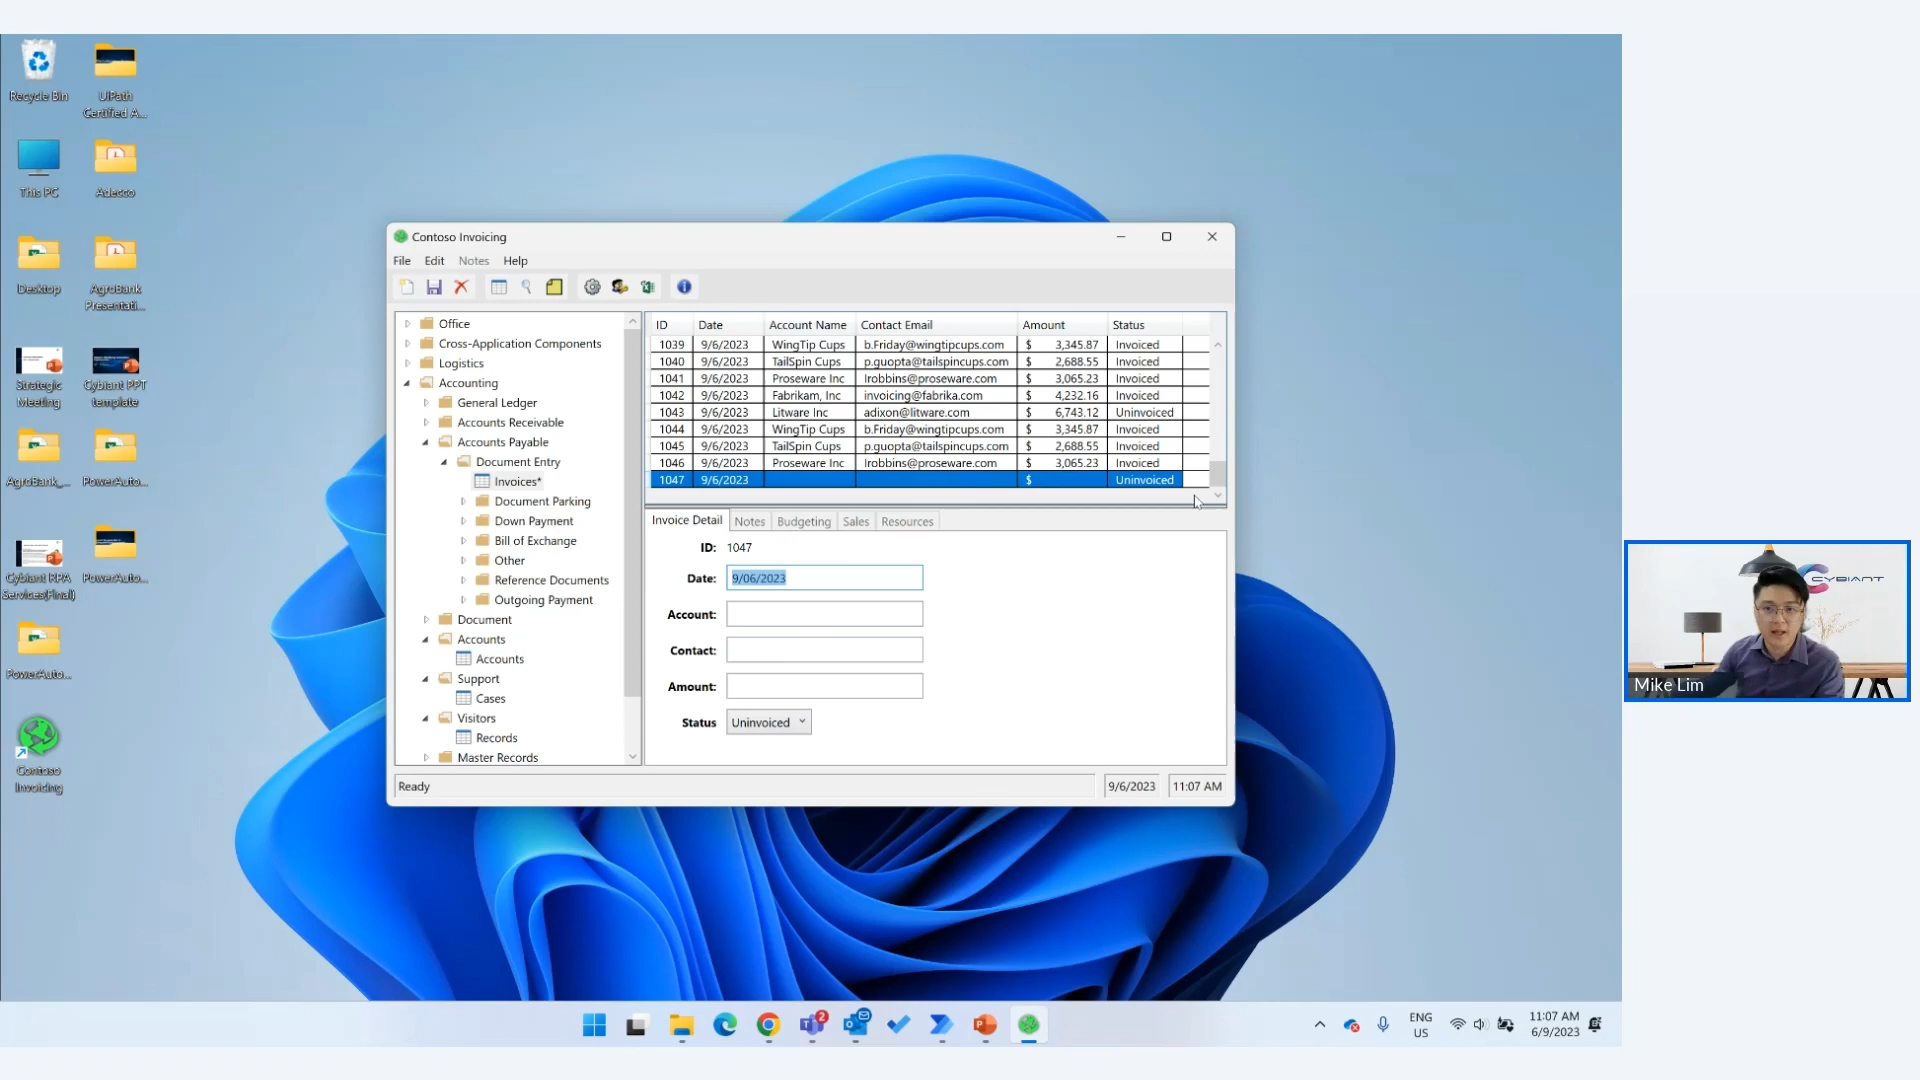 Recycle Bin
UiPath
Certified A...
This PC
Adecco
Desktop
AgroBank
Presentati...
Strategic
Meeting
Cybiant PPT
template
AgroBank_...
PowerAuto...
Cybiant RPA
Services(Final)
PowerAuto...
PowerAuto...
Contoso
Invoicing
Contoso Invoicing
File Edit Notes Help
Office
Cross-Application Components
Logistics
Accounting
General Ledger
Accounts Receivable
Accounts Payable
Document Entry
Invoices*
Document Parking
Down Payment
Bill of Exchange
Other
Reference Documents
Outgoing Payment
Document
Accounts
Accounts
Support
Cases
Visitors
Records
Master Records
ID Date Account Name Contact Email Amount Status
1039 9/6/2023 WingTip Cups b.Friday@wingtipcups.com $ 3,345.87 Invoiced
1040 9/6/2023 TailSpin Cups p.guopta@tailspincups.com $ 2,688.55 Invoiced
1041 9/6/2023 Proseware Inc lrobbins@proseware.com $ 3,065.23 Invoiced
1042 9/6/2023 Fabrikam, Inc invoicing@fabrika.com $ 4,232.16 Invoiced
1043 9/6/2023 Litware Inc adixon@litware.com $ 6,743.12 Uninvoiced
1044 9/6/2023 WingTip Cups b.Friday@wingtipcups.com $ 3,345.87 Invoiced
1045 9/6/2023 TailSpin Cups p.guopta@tailspincups.com $ 2,688.55 Invoiced
1046 9/6/2023 Proseware Inc lrobbins@proseware.com $ 3,065.23 Invoiced
1047 9/6/2023 $ Uninvoiced
Invoice Detail Notes Budgeting Sales Resources
ID: 1047
Date: 9/06/2023
Account:
Contact:
Amount:
Status Uninvoiced
Ready 9/6/2023 11:07 AM
CYBIANT
Mike Lim
2
ENG
US
11:07 AM
6/9/2023